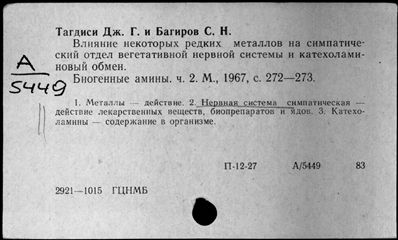 Тагдиси Дж. Г. и Багиров С. Н.
Влияние некоторых редких металлов на симпатиче-
ский отдел вегетативной нервной системы и катехолами-
новый обмен.
Биогенные амины. ч. 2. М., 1967, с. 272—273.
А
5449
1. Металлы — действие. 2. Нервная система симпатическая —
действие лекарственных веществ, биопрепаратов и ядов. 3. Катехо-
ламины — содержание в организме.
П-12-27 А/5449 83
2921—1015 ГЦНМБ